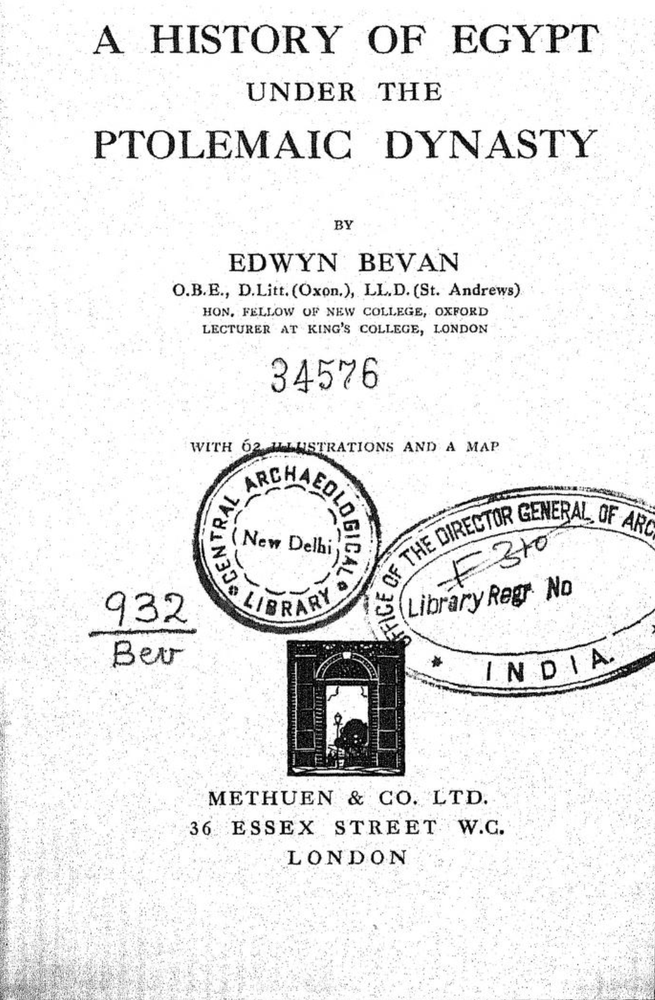 A HISTORY OF EGYPT
UNDER THE
PTOLEMAIC DYNASTY
BY
EDWYN BEVAN
O.B.E., D.Litt.(Oxon.), LL.D.(St. Andrews)
HON. FELLOW OF NEW COLLEGE, OXFORD
LECTURER AT KING'S COLLEGE, LONDON
34576
WITH 62 ILLUSTRATIONS AND A MAP
CENTRAL ARCHAEOLOGICAL
New Delhi
* LIBRARY *
OFFICE OF THE DIRECTOR GENERAL OF ARC
F 310
Library Regr No
* INDIA.
932
Bev
METHUEN & CO. LTD.
36 ESSEX STREET W.C.
LONDON